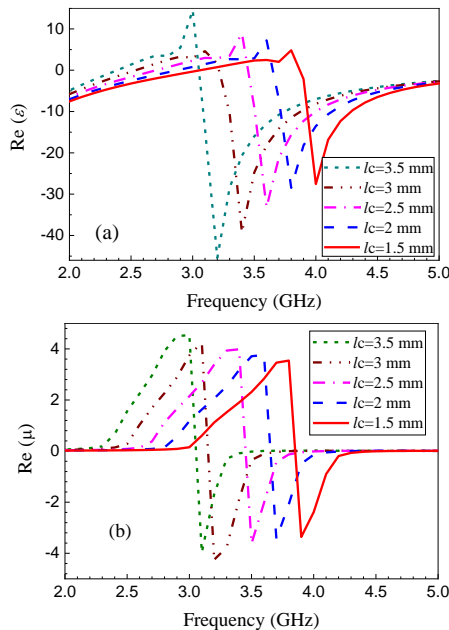 10
0
-10
-20
-30
-40
Re (ε)
lc=3.5 mm
lc=3 mm
lc=2.5 mm
lc=2 mm
lc=1.5 mm
(a)
2.0 2.5 3.0 3.5 4.0 4.5 5.0
Frequency (GHz)
4
2
0
-2
-4
Re (μ)
lc=3.5 mm
lc=3 mm
lc=2.5 mm
lc=2 mm
lc=1.5 mm
(b)
2.0 2.5 3.0 3.5 4.0 4.5 5.0
Frequency (GHz)